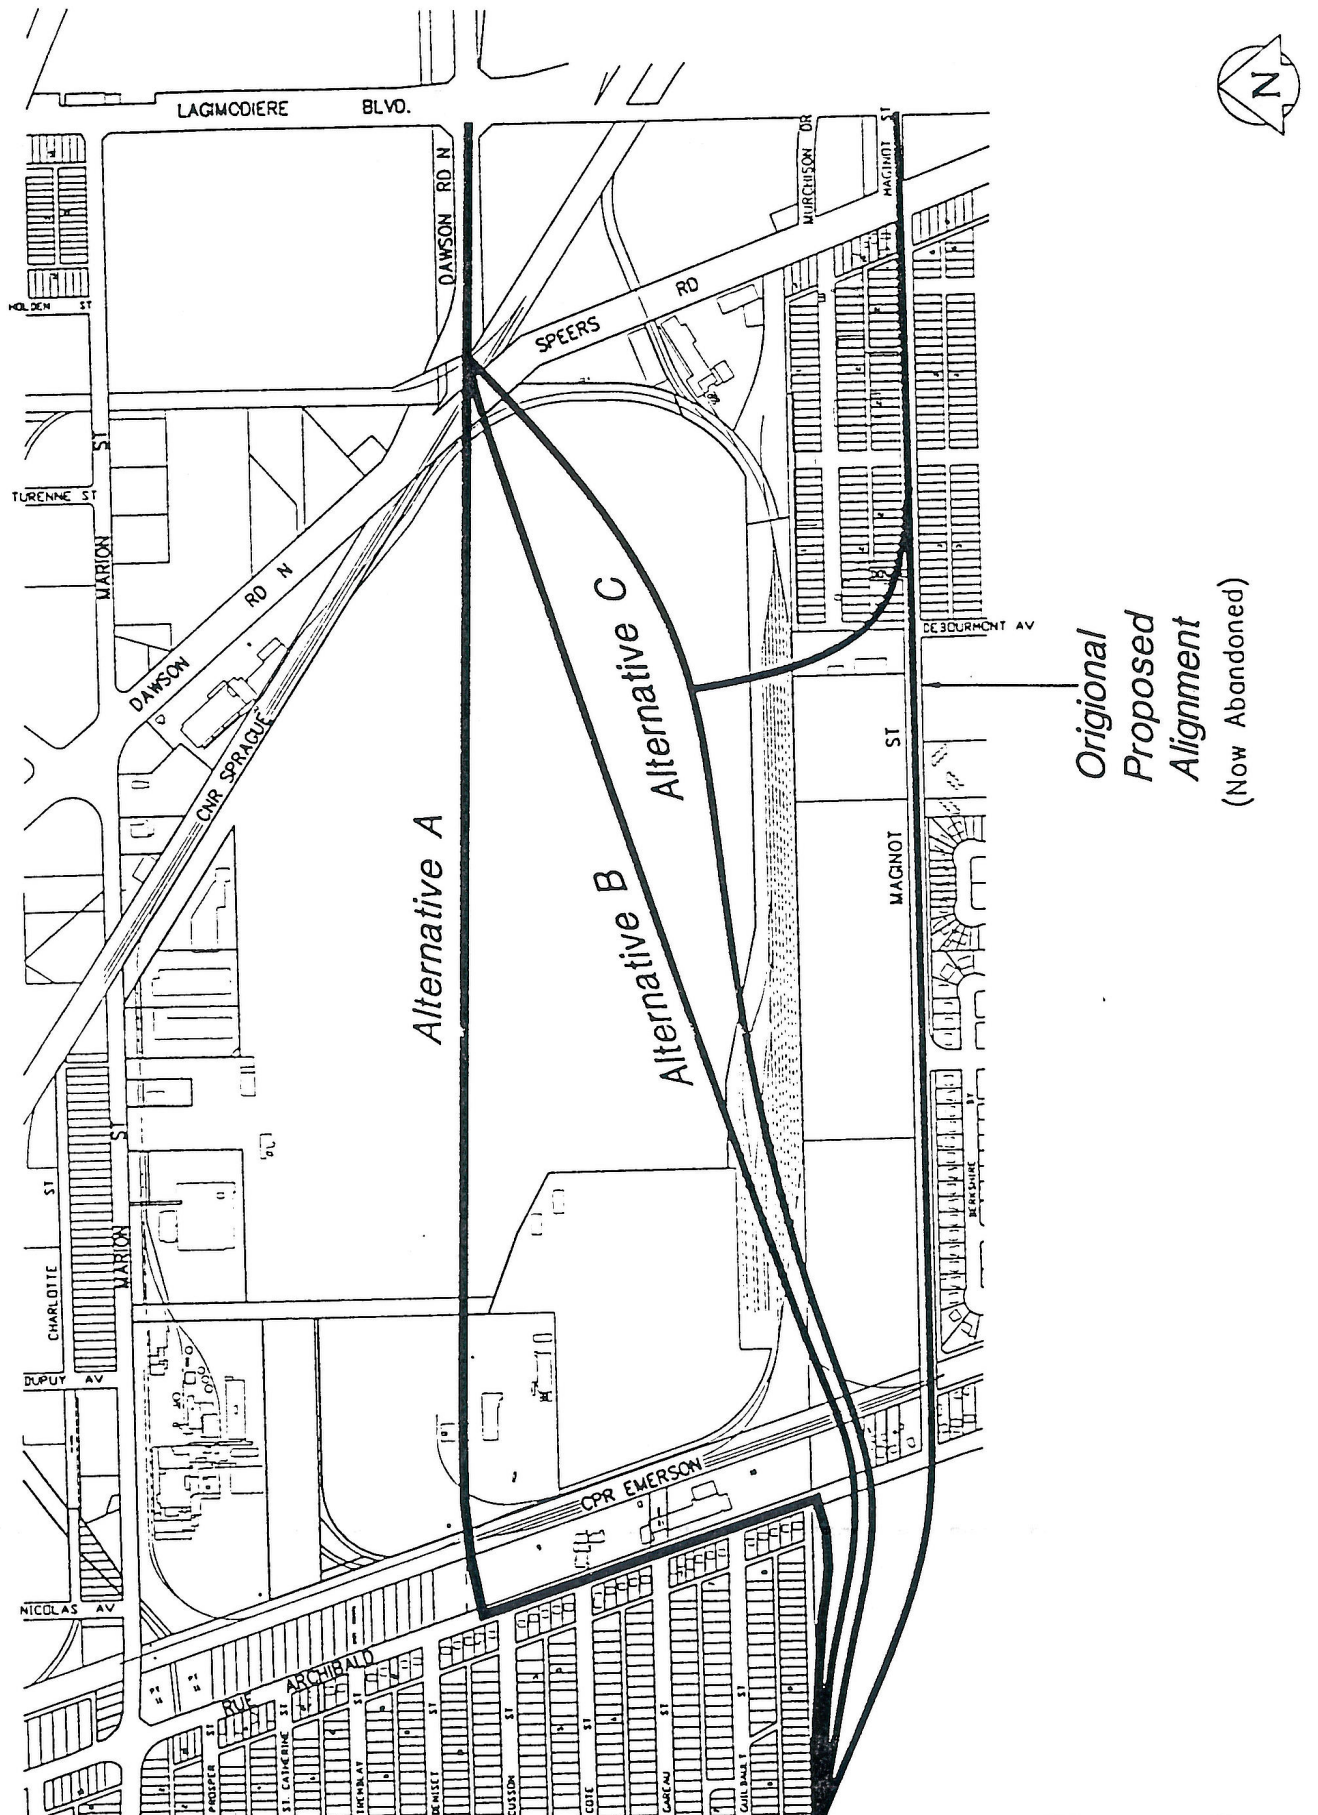 N
LAGIMODIERE BLVD.
DAWSON RD N
MURCHISON DR
MAGINOT ST
HOLDEN ST
SPEERS RD
MARION ST
TURENNE ST
DAWSON RD N
CNR SPRAGUE
DEBOURMONT AV
MAGINOT ST
Origional
Proposed
Alignment
(Now Abandoned)
Alternative A
Alternative B
Alternative C
MARION ST
CHARLOTTE ST
BERKSHIRE BY
DUPUY AV
CPR EMERSON
NICOLAS AV
RUE ARCHIBALD
PROSPER ST
ST. CATHERINE ST
TREMBLAY ST
DENISET ST
CUSSON ST
COTE ST
GAREAU ST
GUILBAULT ST